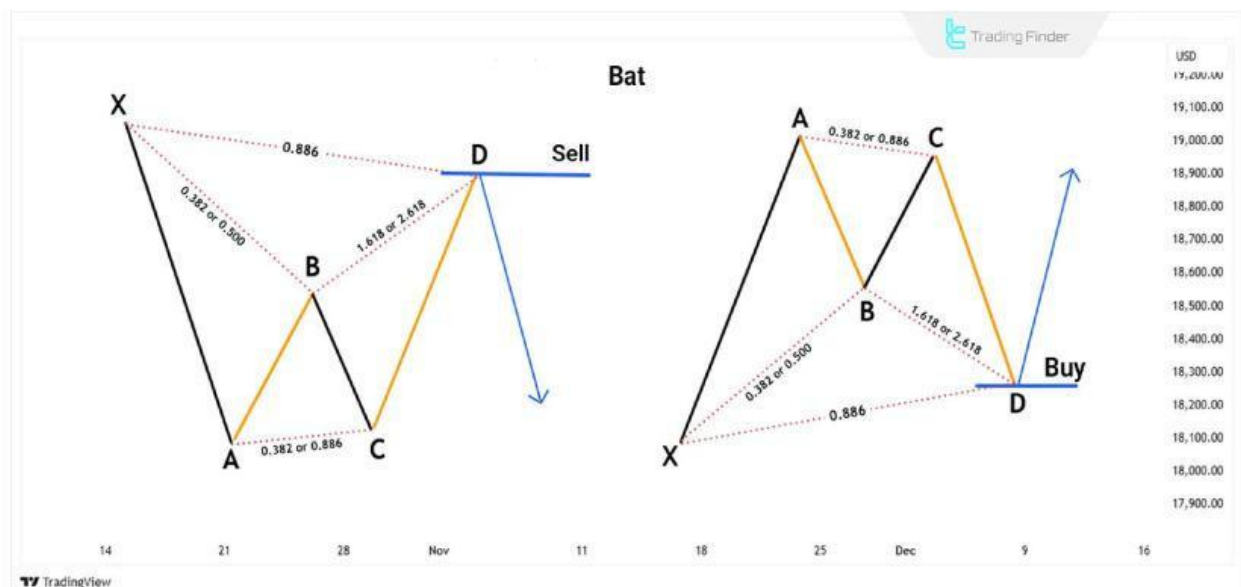 Trading Finder
Bat
USD
19,200.00
19,100.00
19,000.00
18,900.00
18,800.00
18,700.00
18,600.00
18,500.00
18,400.00
18,300.00
18,200.00
18,100.00
18,000.00
17,900.00
X
0.886
D
Sell
0.382 or 0.500
1.618 or 2.618
B
A
0.382 or 0.886
C
A
0.382 or 0.886
C
B
1.618 or 2.618
0.382 or 0.500
Buy
0.886
D
X
14 21 28 Nov 11 18 25 Dec 9 16
TradingView